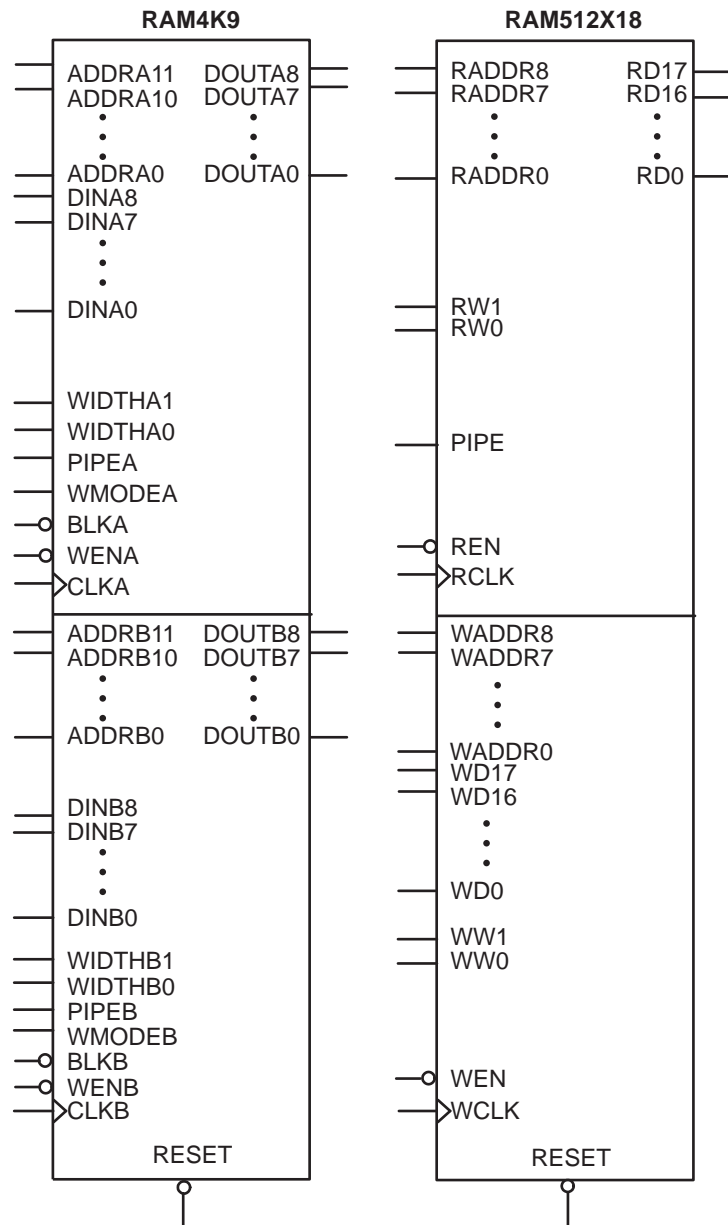 RAM4K9
ADDRA11 DOUTA8
ADDRA10 DOUTA7
ADDRA0 DOUTA0
DINA8
DINA7
DINA0
WIDTHA1
WIDTHA0
PIPEA
WMODEA
BLKA
WENA
CLKA
ADDRB11 DOUTB8
ADDRB10 DOUTB7
ADDRB0 DOUTB0
DINB8
DINB7
DINB0
WIDTHB1
WIDTHB0
PIPEB
WMODEB
BLKB
WENB
CLKB
RESET
RAM512X18
RADDR8 RD17
RADDR7 RD16
RADDR0 RD0
RW1
RW0
PIPE
REN
RCLK
WADDR8
WADDR7
WADDR0
WD17
WD16
WD0
WW1
WW0
WEN
WCLK
RESET